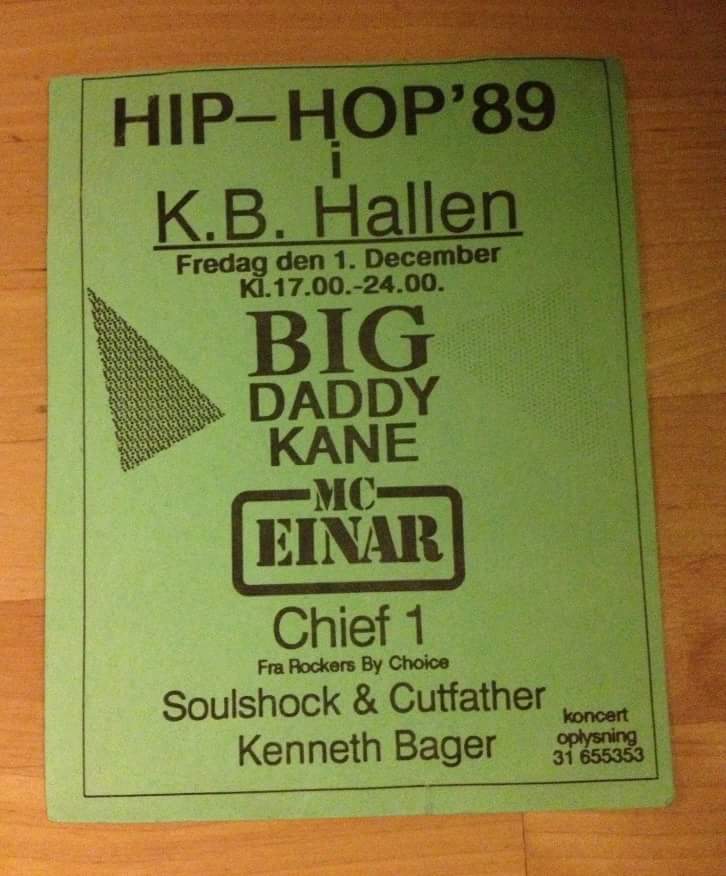 HIP-HOP'89
i
K.B. Hallen
Fredag den 1. December
Kl.17.00.-24.00.
BIG
DADDY
KANE
MC
EINAR
Chief 1
Fra Rockers By Choice
Soulshock & Cutfather
Kenneth Bager
koncert
oplysning
31 655353